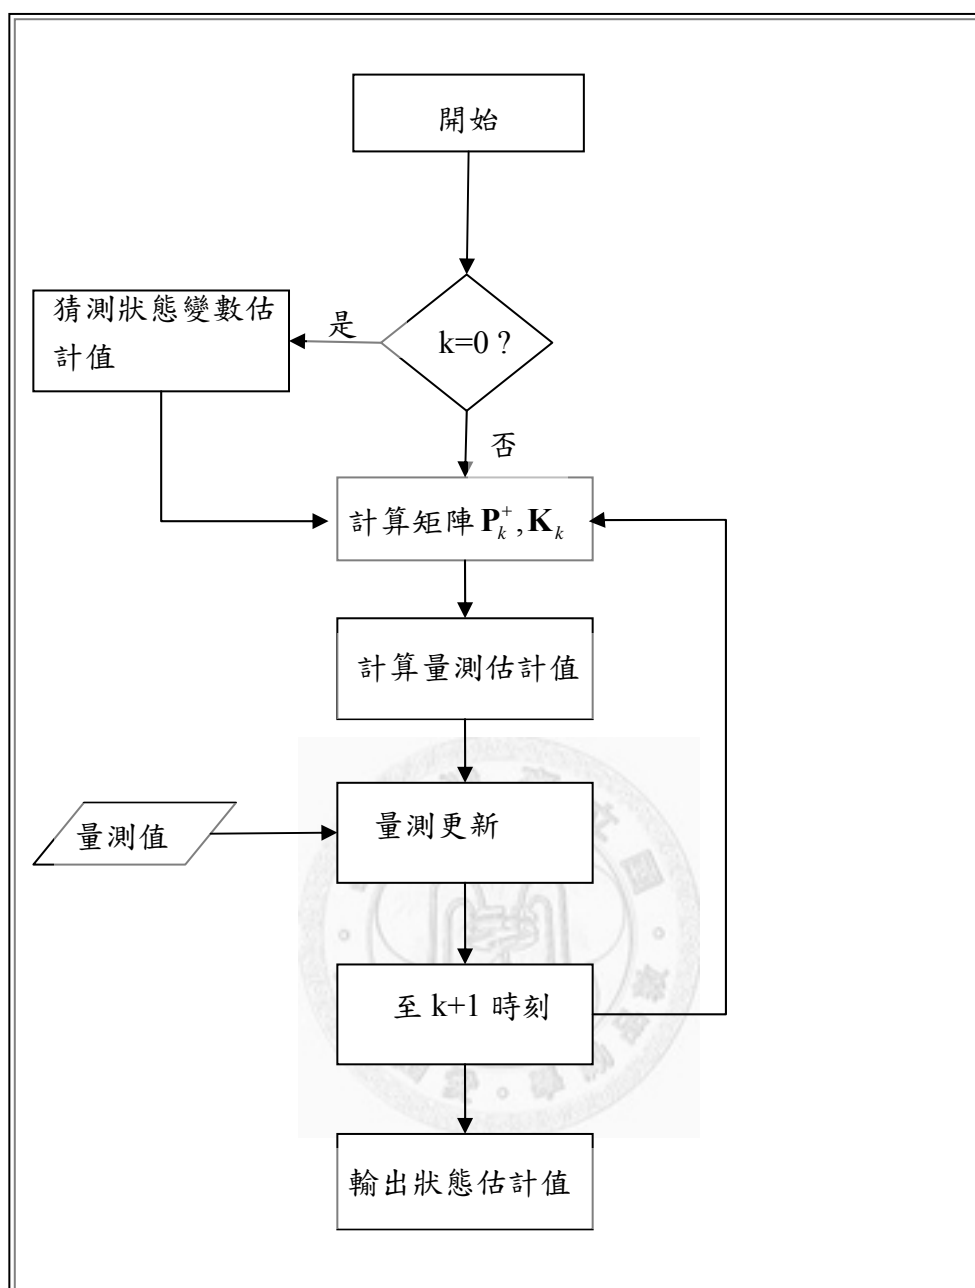 開始
猜測狀態變數估
計值
是
k=0 ?
否
計算矩陣 P_k^+, K_k
計算量測估計值
量測值
量測更新
至 k+1 時刻
輸出狀態估計值